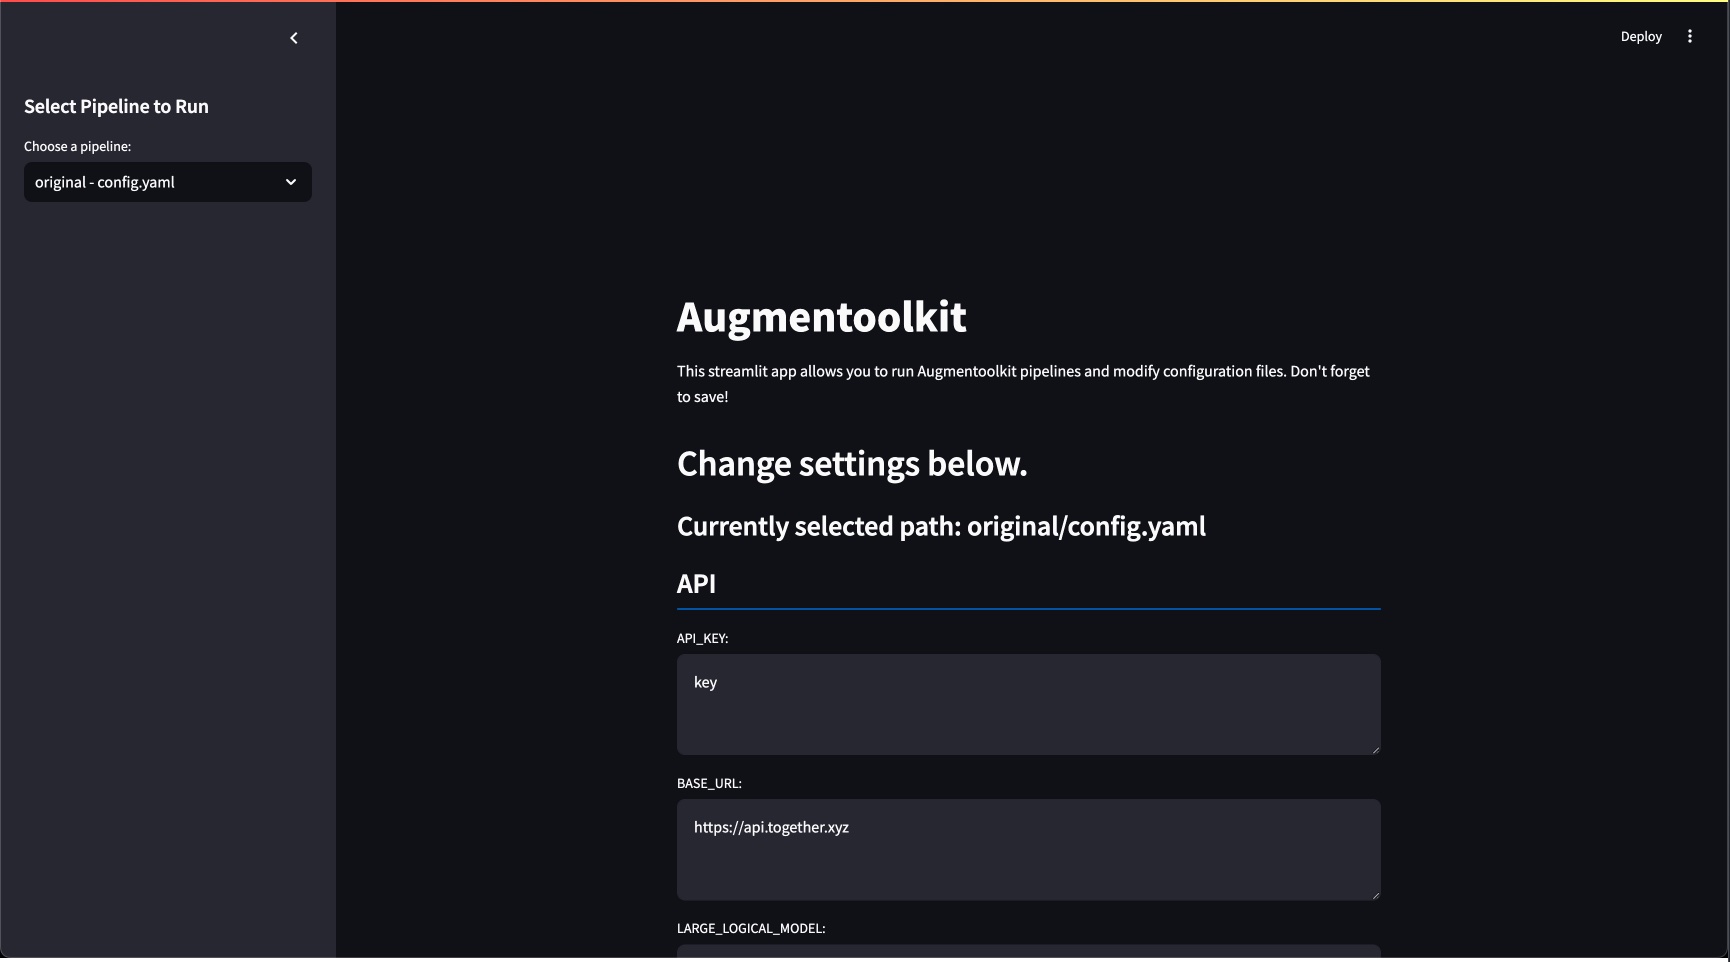 Deploy
Select Pipeline to Run
Choose a pipeline:
original - config.yaml
Augmentoolkit
This streamlit app allows you to run Augmentoolkit pipelines and modify configuration files. Don't forget
to save!
Change settings below.
Currently selected path: original/config.yaml
API
API_KEY:
key
BASE_URL:
https://api.together.xyz
LARGE_LOGICAL_MODEL: